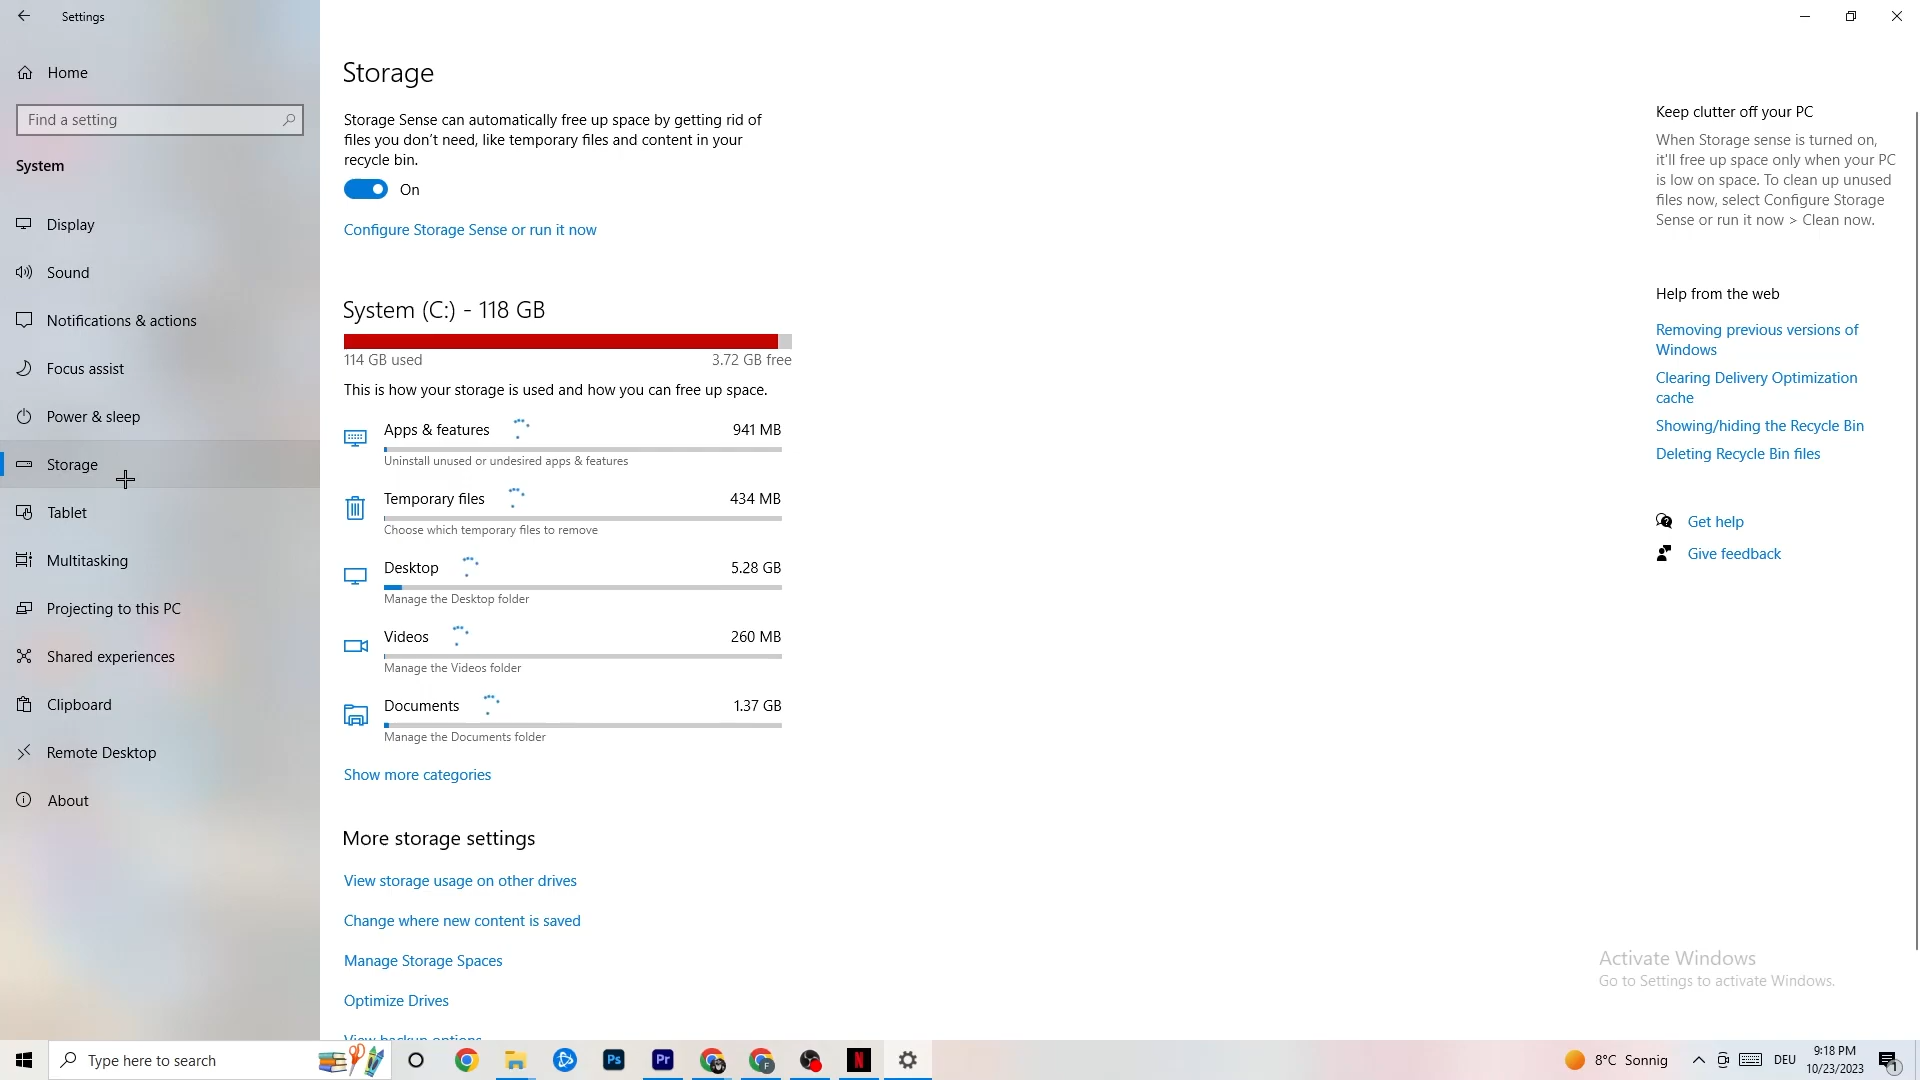 Settings
Home
Find a setting
System
Display
Sound
Notifications & actions
Focus assist
Power & sleep
Storage
Tablet
Multitasking
Projecting to this PC
Shared experiences
Clipboard
Remote Desktop
About
Storage
Storage Sense can automatically free up space by getting rid of
files you don't need, like temporary files and content in your
recycle bin.
On
Configure Storage Sense or run it now
System (C:) - 118 GB
114 GB used 3.72 GB free
This is how your storage is used and how you can free up space.
Apps & features 941 MB
Uninstall unused or undesired apps & features
Temporary files 434 MB
Choose which temporary files to remove
Desktop 5.28 GB
Manage the Desktop folder
Videos 260 MB
Manage the Videos folder
Documents 1.37 GB
Manage the Documents folder
Show more categories
More storage settings
View storage usage on other drives
Change where new content is saved
Manage Storage Spaces
Optimize Drives
View backup options
Keep clutter off your PC
When Storage sense is turned on,
it'll free up space only when your PC
is low on space. To clean up unused
files now, select Configure Storage
Sense or run it now > Clean now.
Help from the web
Removing previous versions of
Windows
Clearing Delivery Optimization
cache
Showing/hiding the Recycle Bin
Deleting Recycle Bin files
Get help
Give feedback
Activate Windows
Go to Settings to activate Windows.
Type here to search
Ps
Pr
F
N
8°C Sonnig
DEU
9:18 PM
10/23/2023
1